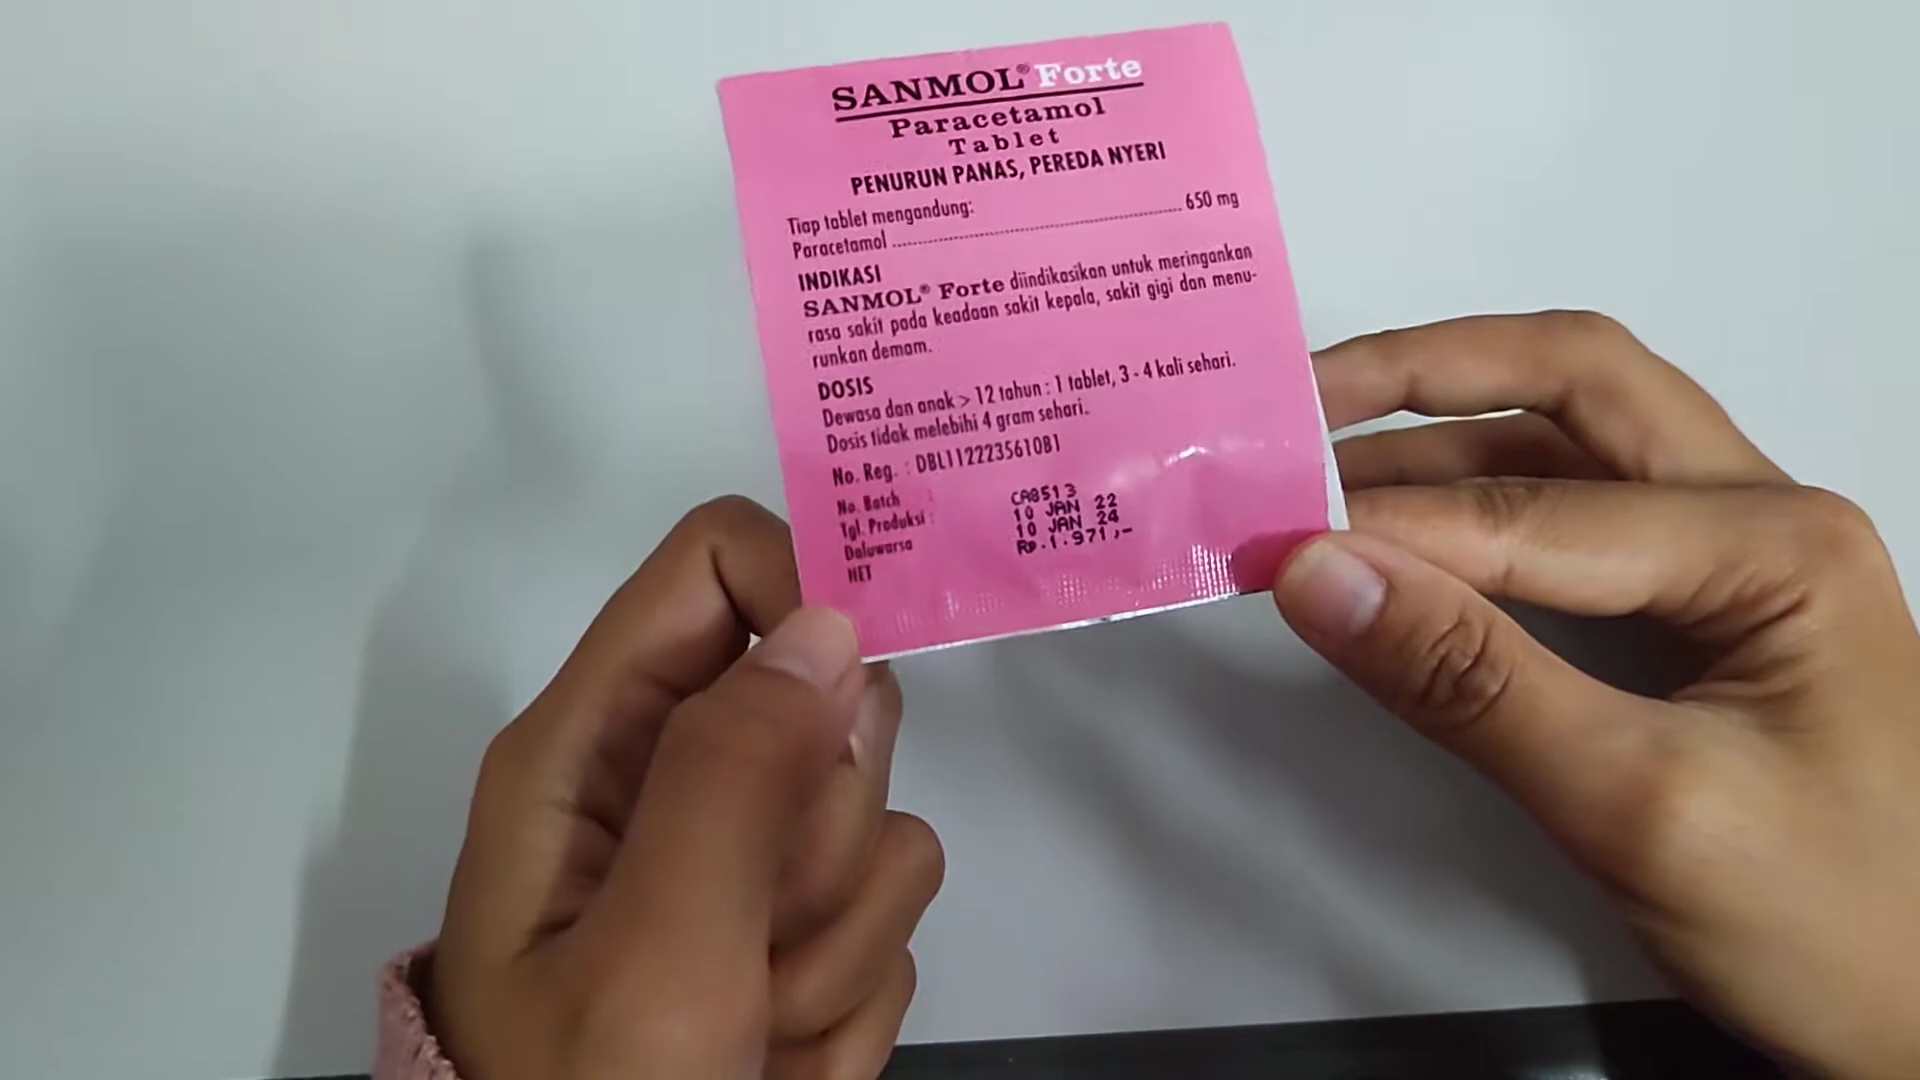 SANMOL® Forte
Paracetamol
Tablet
PENURUN PANAS, PEREDA NYERI
Tiap tablet mengandung:
Paracetamol ........................................................ 650 mg
INDIKASI
SANMOL® Forte diindikasikan untuk meringankan
rasa sakit pada keadaan sakit kepala, sakit gigi dan menu-
runkan demam.
DOSIS
Dewasa dan anak > 12 tahun : 1 tablet, 3 - 4 kali sehari.
Dosis tidak melebihi 4 gram sehari.
No. Reg. : DBL1122235610B1
No. Batch : CA8513
Tgl. Produksi : 10 JAN 22
Daluwarsa 10 JAN 24
HET Rp.1.971,-